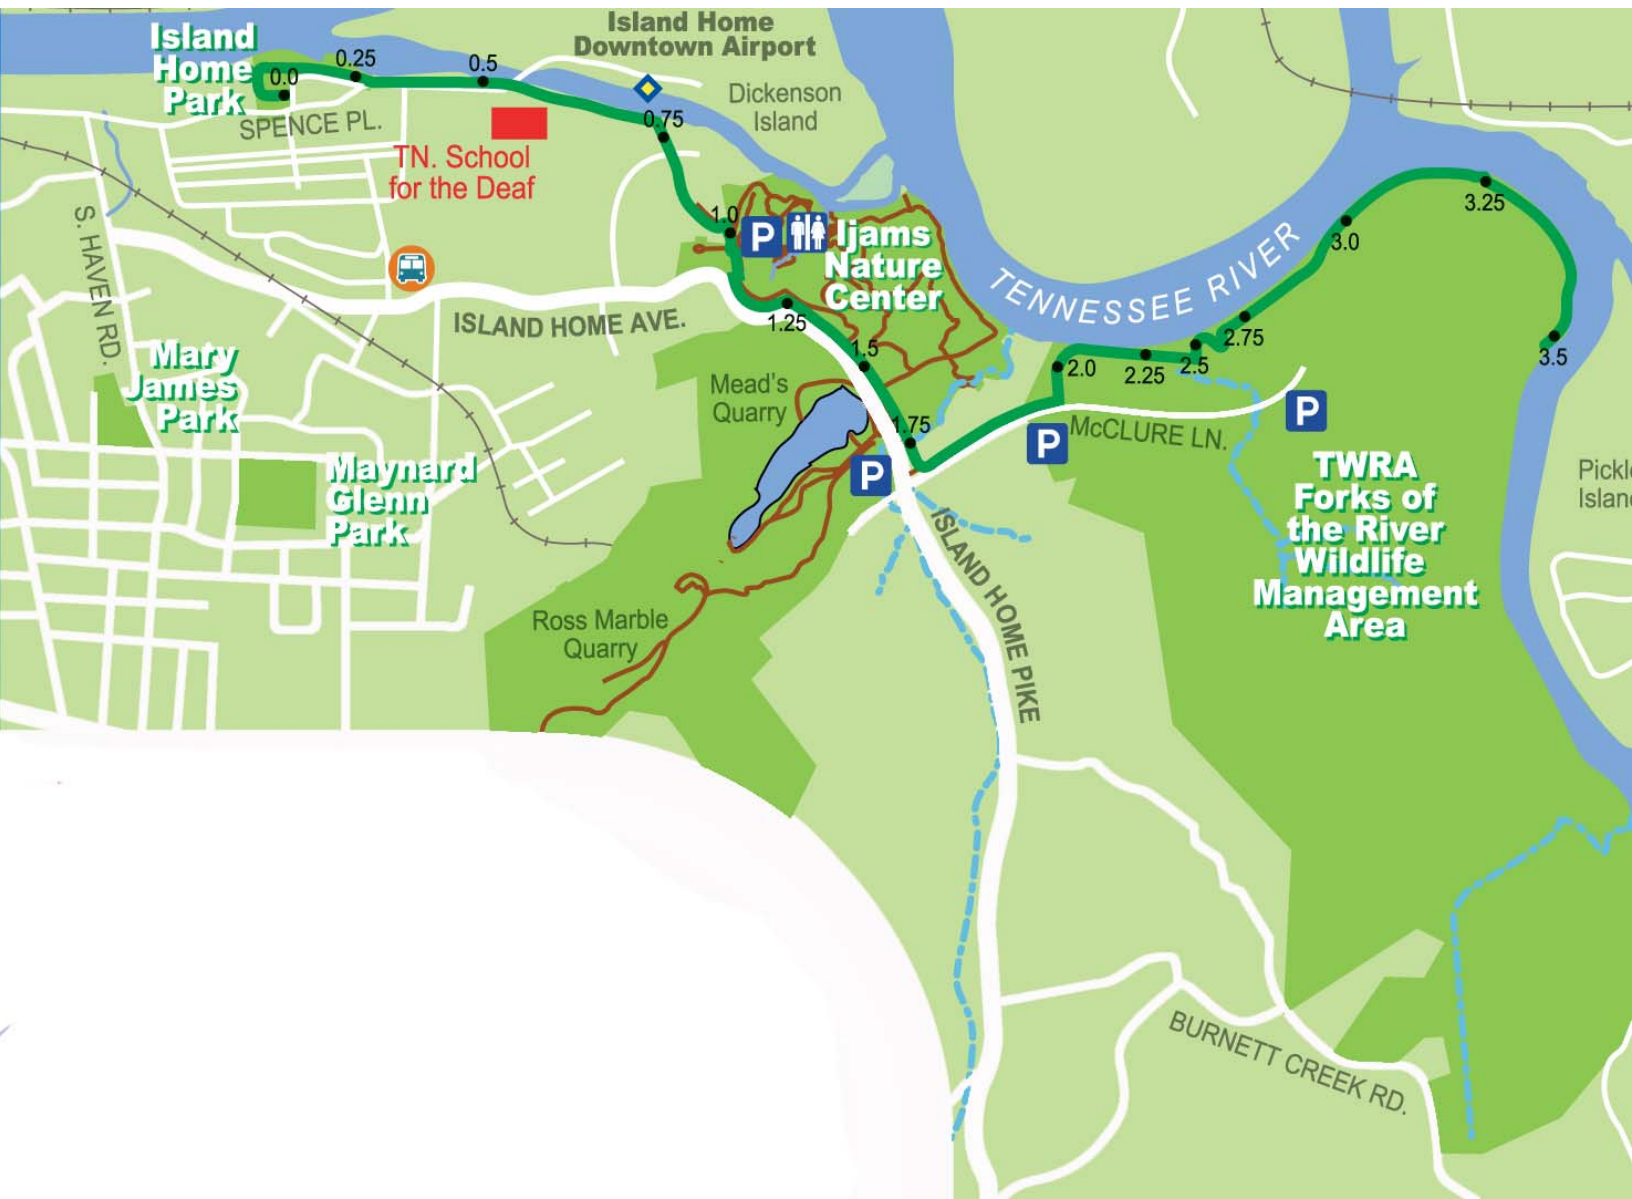 Island Home
Downtown Airport
Island
Home
Park
0.0
0.25
0.5
0.75
Dickenson
Island
SPENCE PL.
TN. School
for the Deaf
S. HAVEN RD.
1.0
P
Ijams
Nature
Center
TENNESSEE RIVER
3.0
3.25
ISLAND HOME AVE.
1.25
1.5
2.75
2.5
2.25
2.0
3.5
Mary
James
Park
Mead's
Quarry
1.75
McCLURE LN.
P
P
P
Maynard
Glenn
Park
TWRA
Forks of
the River
Wildlife
Management
Area
ISLAND HOME PIKE
Ross Marble
Quarry
BURNETT CREEK RD.